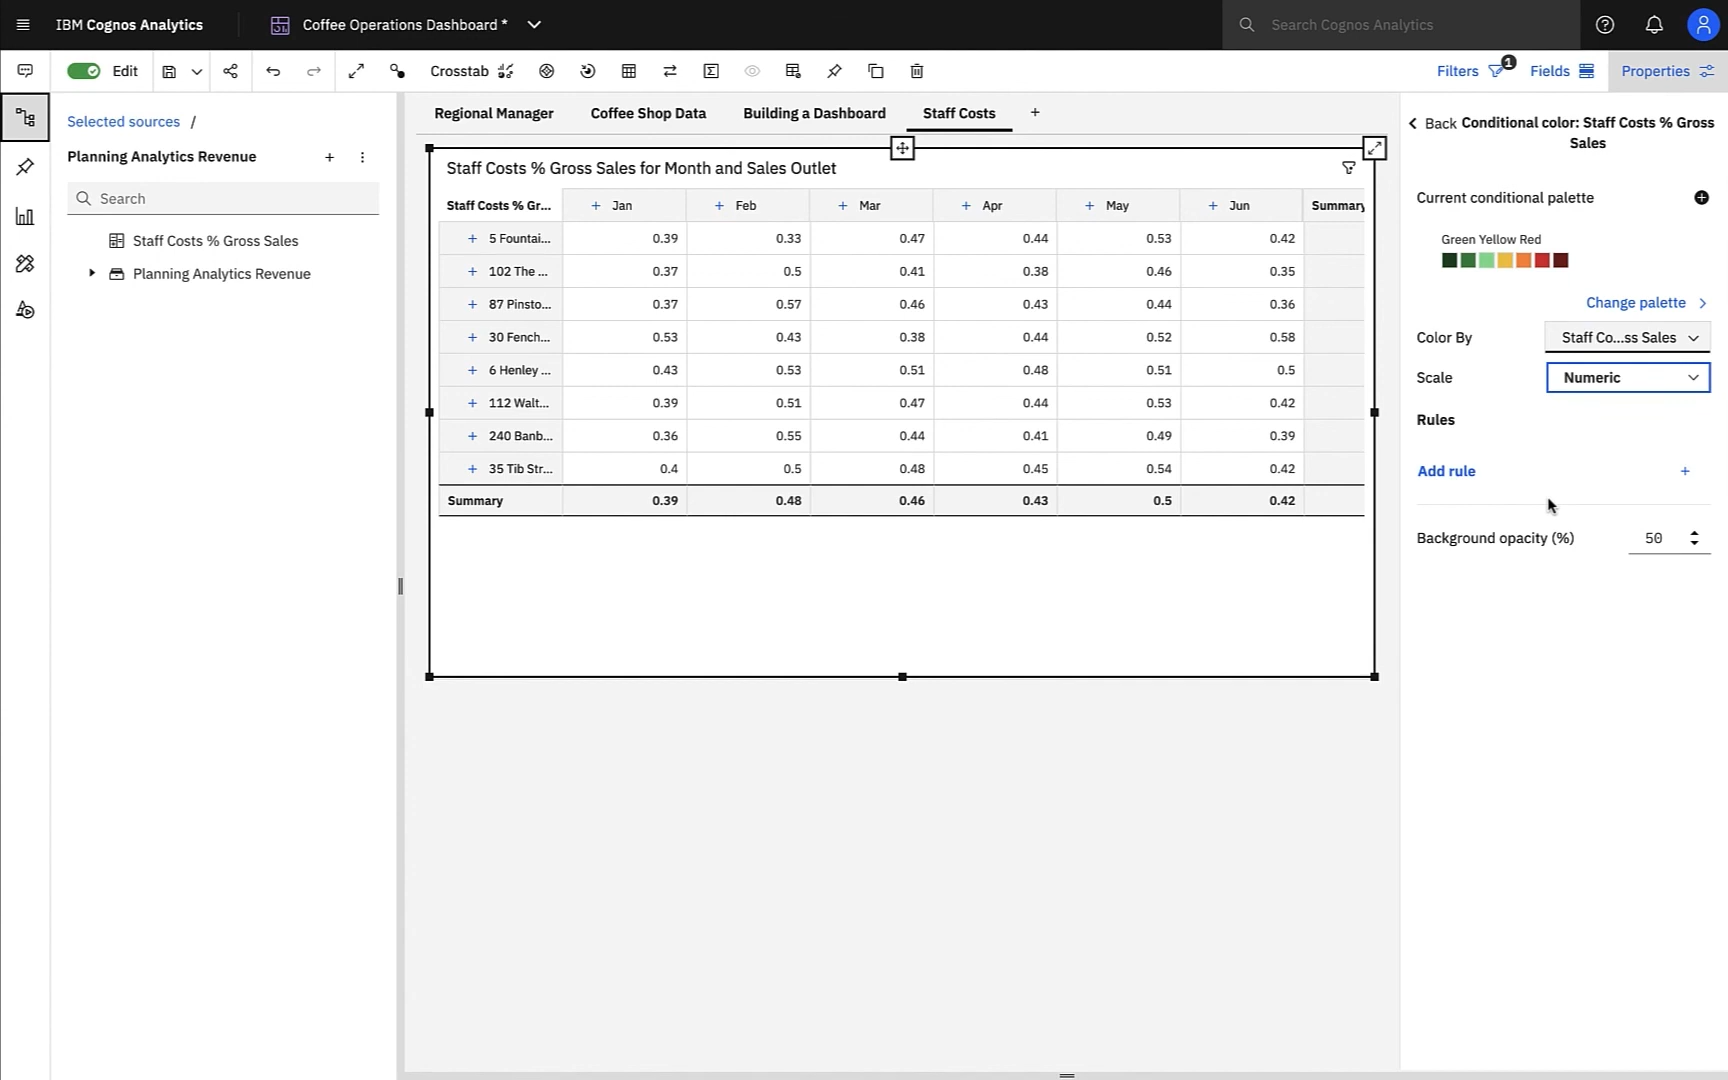 IBM Cognos Analytics
Coffee Operations Dashboard *
Search Cognos Analytics
Edit
Crosstab
Filters 1
Fields
Properties
Selected sources /
Planning Analytics Revenue
Search
Staff Costs % Gross Sales
Planning Analytics Revenue
Regional Manager Coffee Shop Data Building a Dashboard Staff Costs +
Staff Costs % Gross Sales for Month and Sales Outlet
Staff Costs % Gr... + Jan + Feb + Mar + Apr + May + Jun Summary
+ 5 Fountai... 0.39 0.33 0.47 0.44 0.53 0.42
+ 102 The ... 0.37 0.5 0.41 0.38 0.46 0.35
+ 87 Pinsto... 0.37 0.57 0.46 0.43 0.44 0.36
+ 30 Fench... 0.53 0.43 0.38 0.44 0.52 0.58
+ 6 Henley ... 0.43 0.53 0.51 0.48 0.51 0.5
+ 112 Walt... 0.39 0.51 0.47 0.44 0.53 0.42
+ 240 Banb... 0.36 0.55 0.44 0.41 0.49 0.39
+ 35 Tib Str... 0.4 0.5 0.48 0.45 0.54 0.42
Summary 0.39 0.48 0.46 0.43 0.5 0.42
Back Conditional color: Staff Costs % Gross
Sales
Current conditional palette
Green Yellow Red
Change palette
Color By Staff Co...ss Sales
Scale Numeric
Rules
Add rule +
Background opacity (%) 50